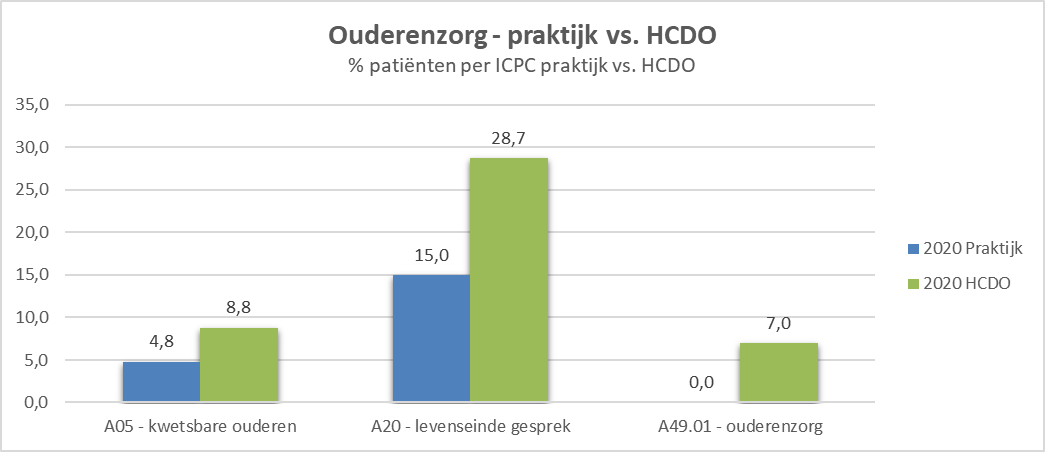 Ouderenzorg - praktijk vs. HCDO
% patiënten per ICPC praktijk vs. HCDO
35,0
30,0
25,0
20,0
15,0
10,0
5,0
0,0
4,8
8,8
15,0
28,7
0,0
7,0
A05 - kwetsbare ouderen
A20 - levenseinde gesprek
A49.01 - ouderenzorg
2020 Praktijk
2020 HCDO